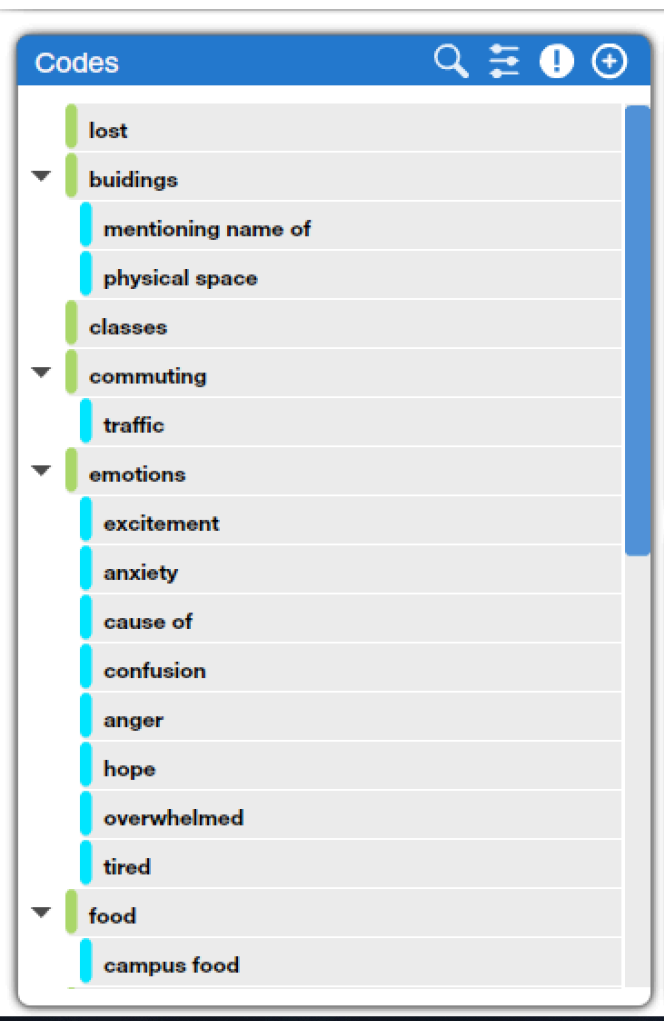 Codes
lost
buidings
mentioning name of
physical space
classes
commuting
traffic
emotions
excitement
anxiety
cause of
confusion
anger
hope
overwhelmed
tired
food
campus food